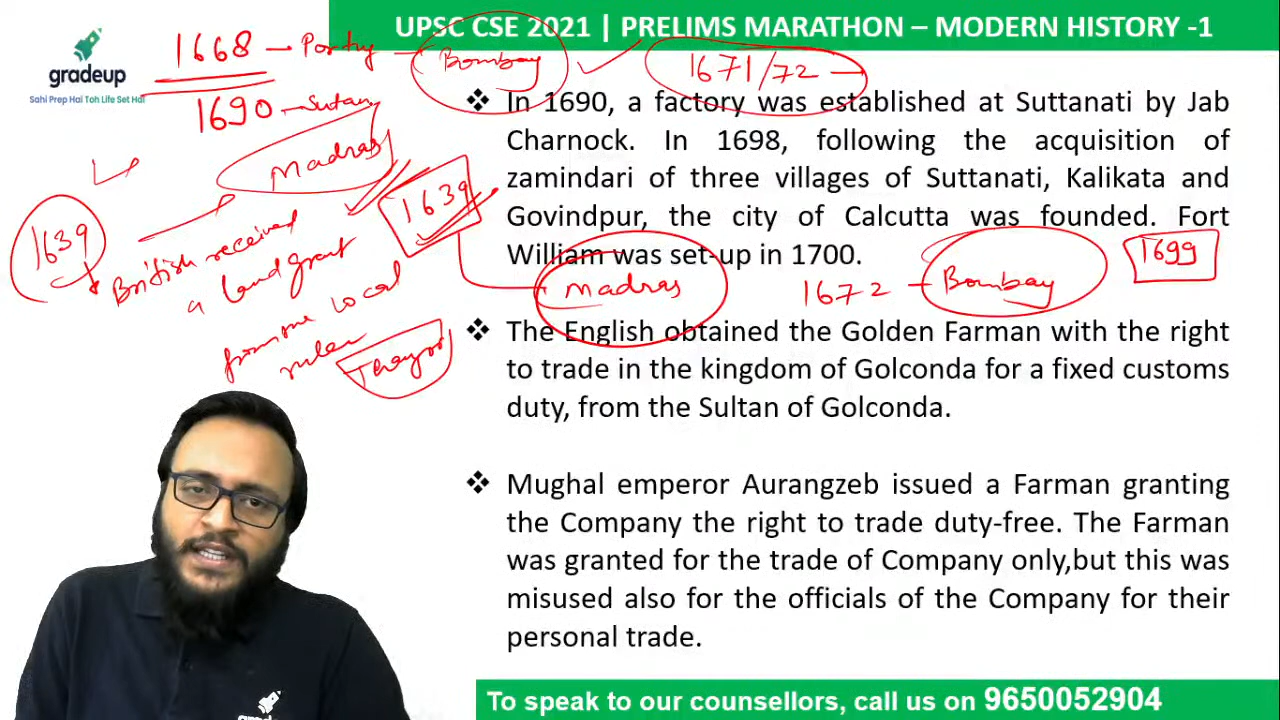 UPSC CSE 2021 | PRELIMS MARATHON – MODERN HISTORY -1
gradeup
Sahi Prep Hai Toh Life Set Hai
1668 - Portug - Bombay
1671/72 -
1690 - Sutan
Madras
1639
1639
British received
a land grant
from local
ruler
❖ In 1690, a factory was established at Suttanati by Jab
Charnock. In 1698, following the acquisition of
zamindari of three villages of Suttanati, Kalikata and
Govindpur, the city of Calcutta was founded. Fort
William was set-up in 1700.
1699
Madras
1672 - Bombay
❖ The English obtained the Golden Farman with the right
to trade in the kingdom of Golconda for a fixed customs
duty, from the Sultan of Golconda.
❖ Mughal emperor Aurangzeb issued a Farman granting
the Company the right to trade duty-free. The Farman
was granted for the trade of Company only,but this was
misused also for the officials of the Company for their
personal trade.
To speak to our counsellors, call us on 9650052904